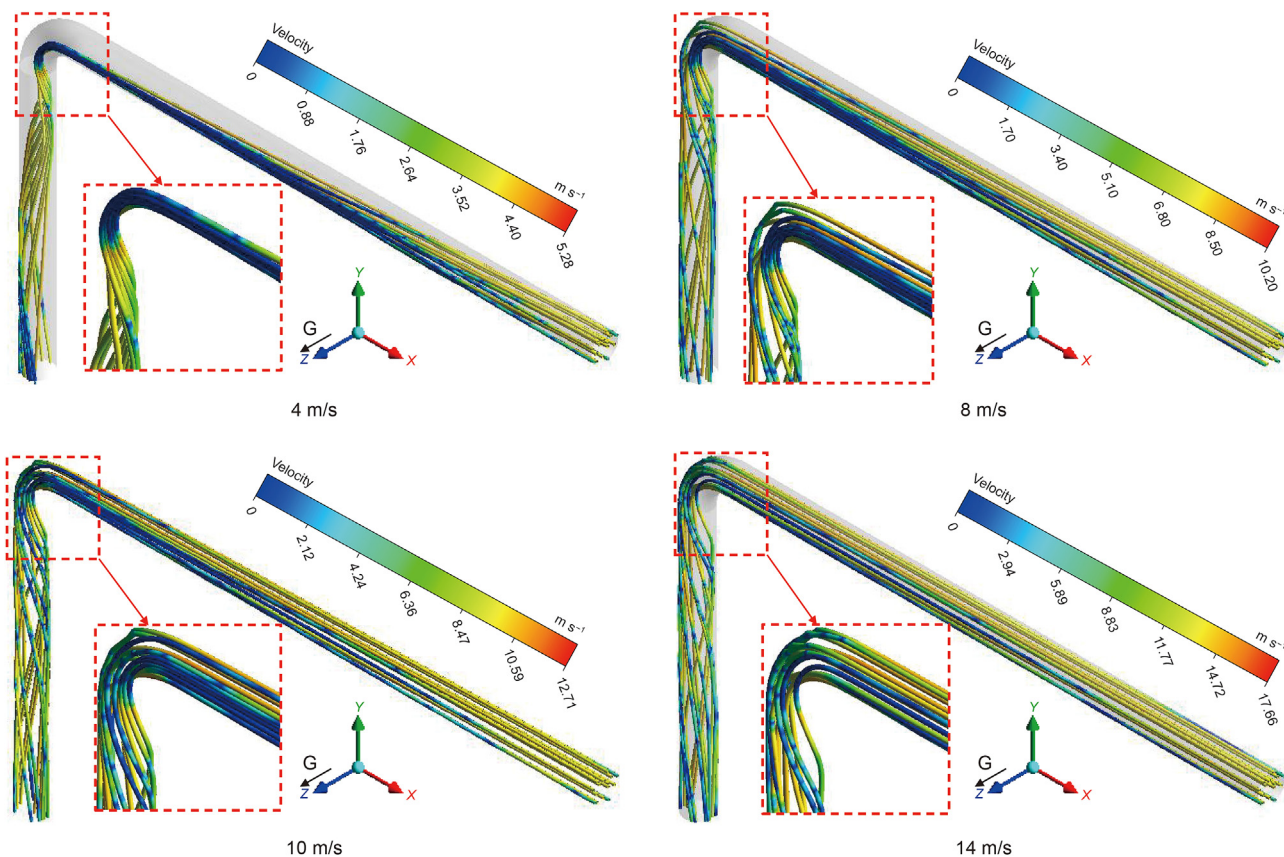 Velocity
0
0.88
1.76
2.64
3.52
4.40
5.28
m s⁻¹
Y
G
Z
X
4 m/s
Velocity
0
1.70
3.40
5.10
6.80
8.50
10.20
m s⁻¹
Y
G
Z
X
8 m/s
Velocity
0
2.12
4.24
6.36
8.47
10.59
12.71
m s⁻¹
Y
G
Z
X
10 m/s
Velocity
0
2.94
5.89
8.83
11.77
14.72
17.66
m s⁻¹
Y
G
Z
X
14 m/s